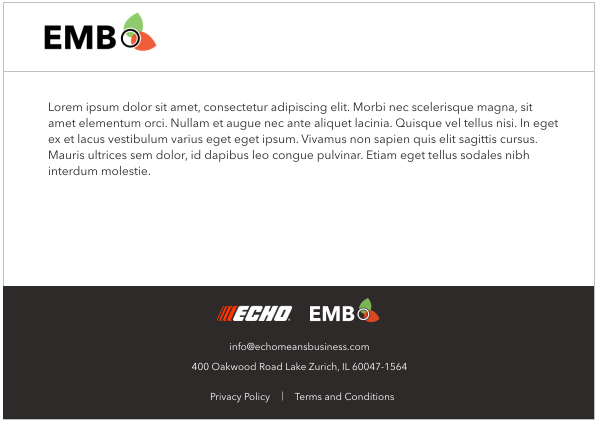 EMBO
Lorem ipsum dolor sit amet, consectetur adipiscing elit. Morbi nec scelerisque magna, sit
amet elementum orci. Nullam et augue nec ante aliquet lacinia. Quisque vel tellus nisi. In eget
ex et lacus vestibulum varius eget eget ipsum. Vivamus non sapien quis elit sagittis cursus.
Mauris ultrices sem dolor, id dapibus leo congue pulvinar. Etiam eget tellus sodales nibh
interdum molestie.
ECHO EMBO
info@echomeansbusiness.com
400 Oakwood Road Lake Zurich, IL 60047-1564
Privacy Policy | Terms and Conditions